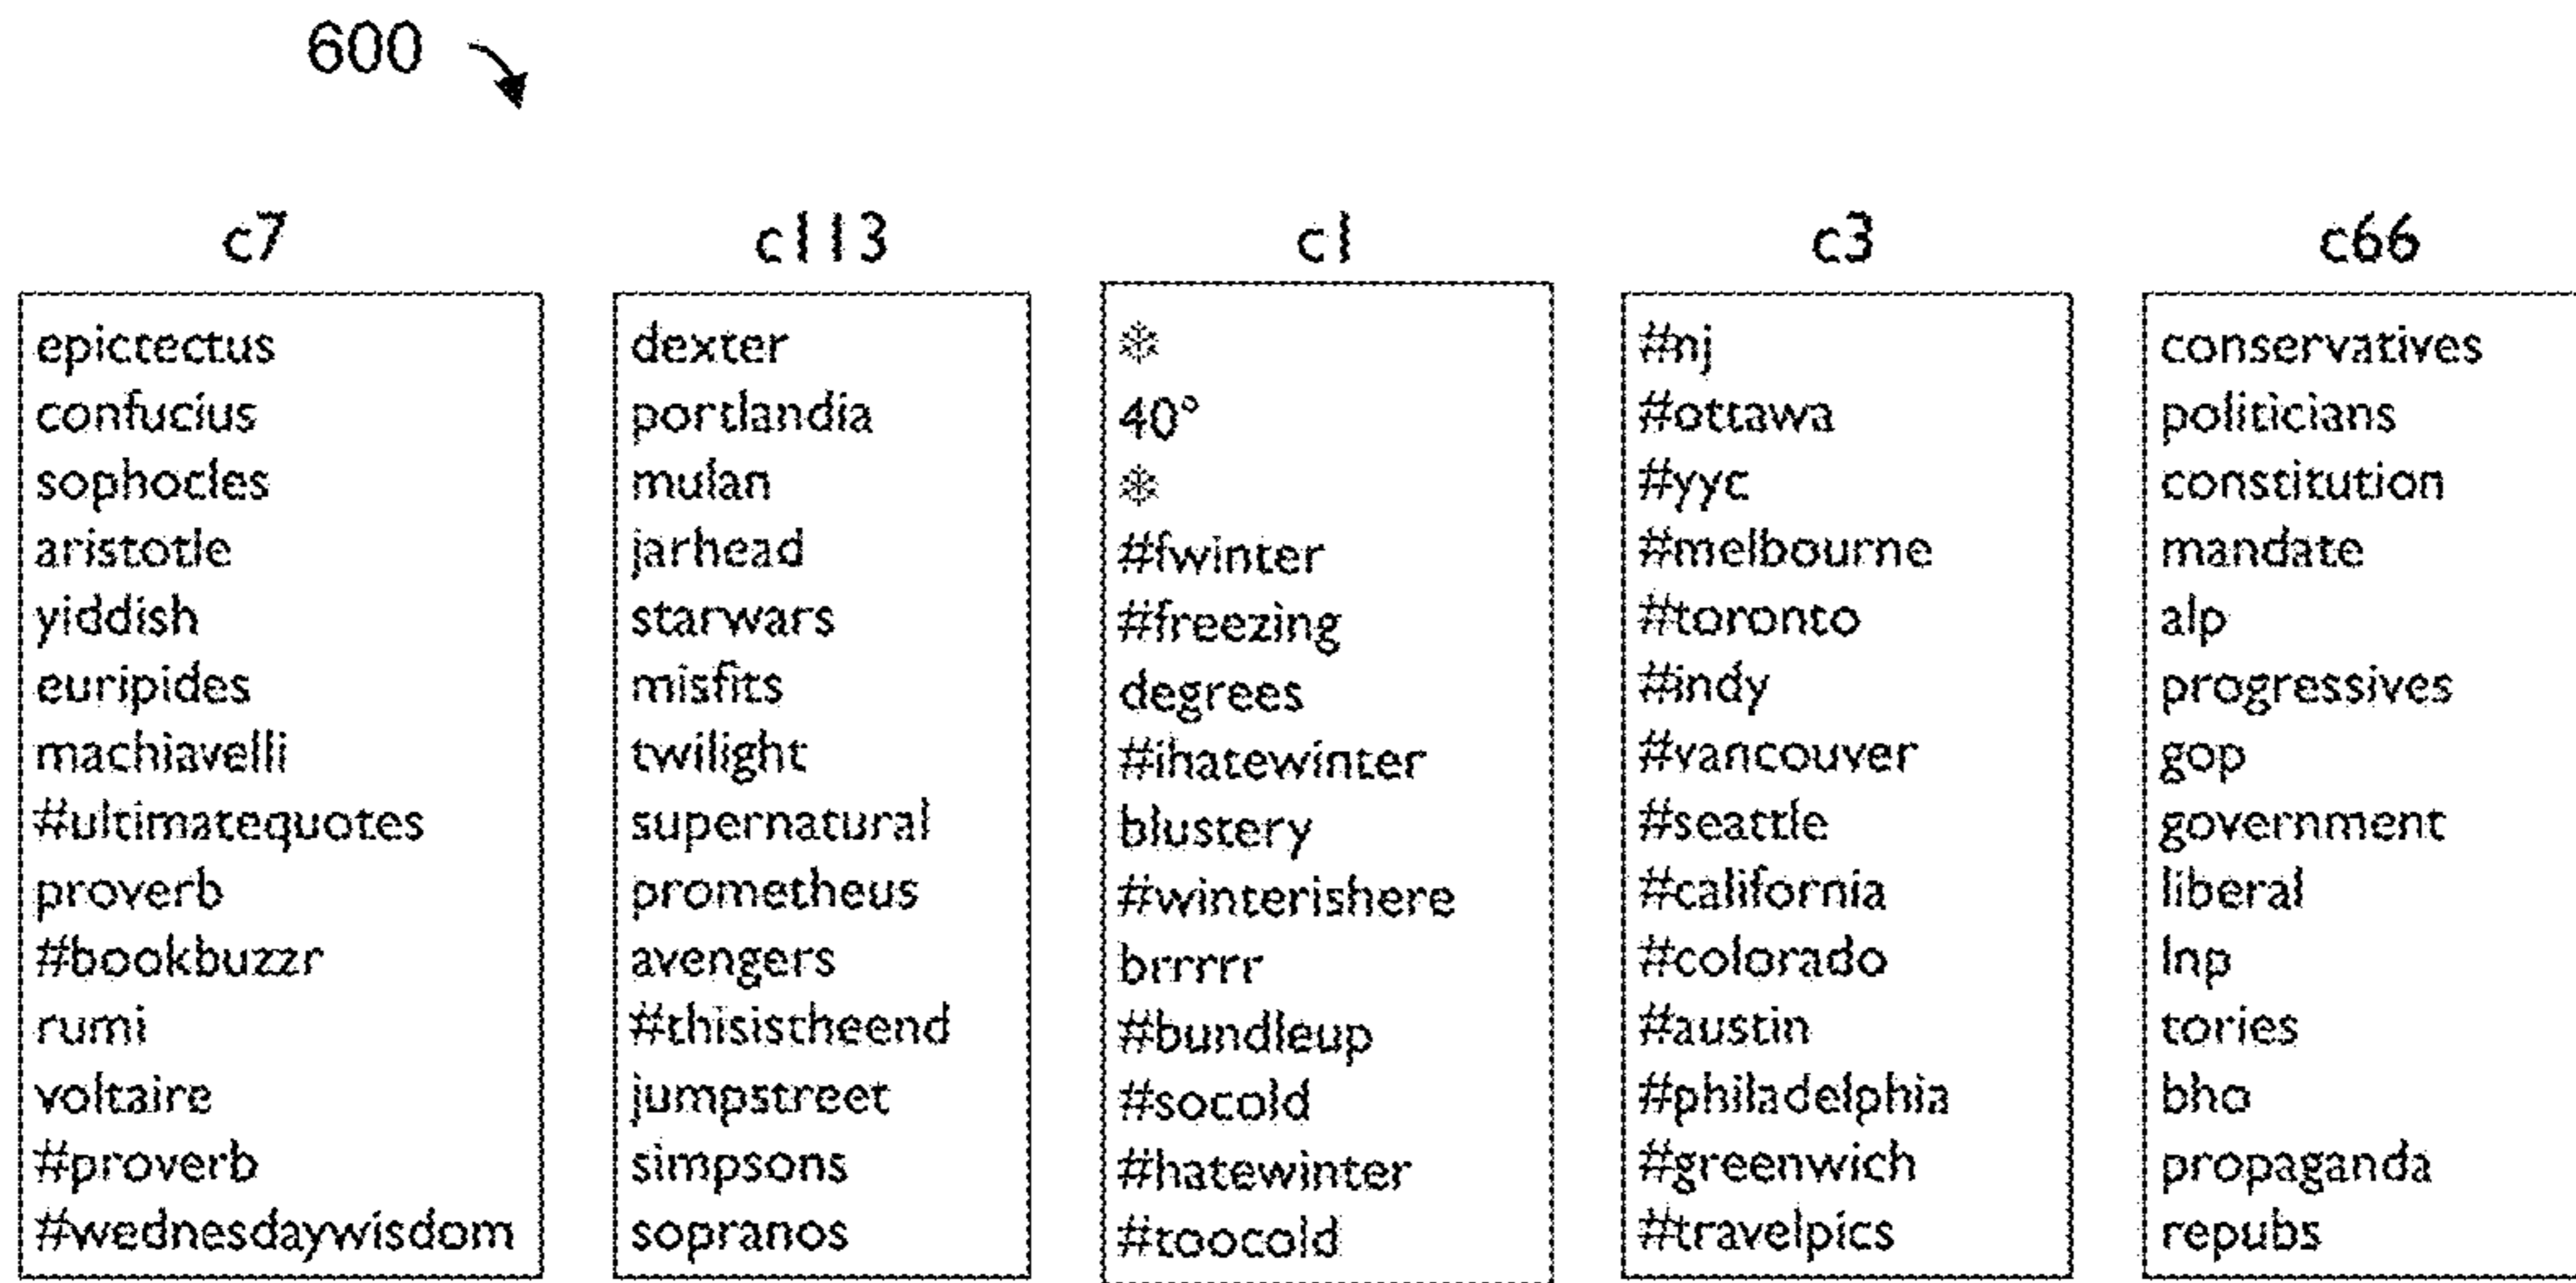 600
c7
epictectus
confucius
sophocles
aristotle
yiddish
euripides
machiavelli
#ultimatequotes
proverb
#bookbuzzr
rumi
voltaire
#proverb
#wednesdaywisdom
c113
dexter
portlandia
mulan
jarhead
starwars
misfits
twilight
supernatural
prometheus
avengers
#thisistheend
jumpstreet
simpsons
sopranos
c1
❄
40°
❄
#fwinter
#freezing
degrees
#ihatewinter
blustery
#winterishere
brrrrr
#bundleup
#socold
#hatewinter
#toocold
c3
#nj
#ottawa
#yyc
#melbourne
#toronto
#indy
#vancouver
#seattle
#california
#colorado
#austin
#philadelphia
#greenwich
#travelpics
c66
conservatives
politicians
constitution
mandate
alp
progressives
gop
government
liberal
lnp
tories
bho
propaganda
repubs